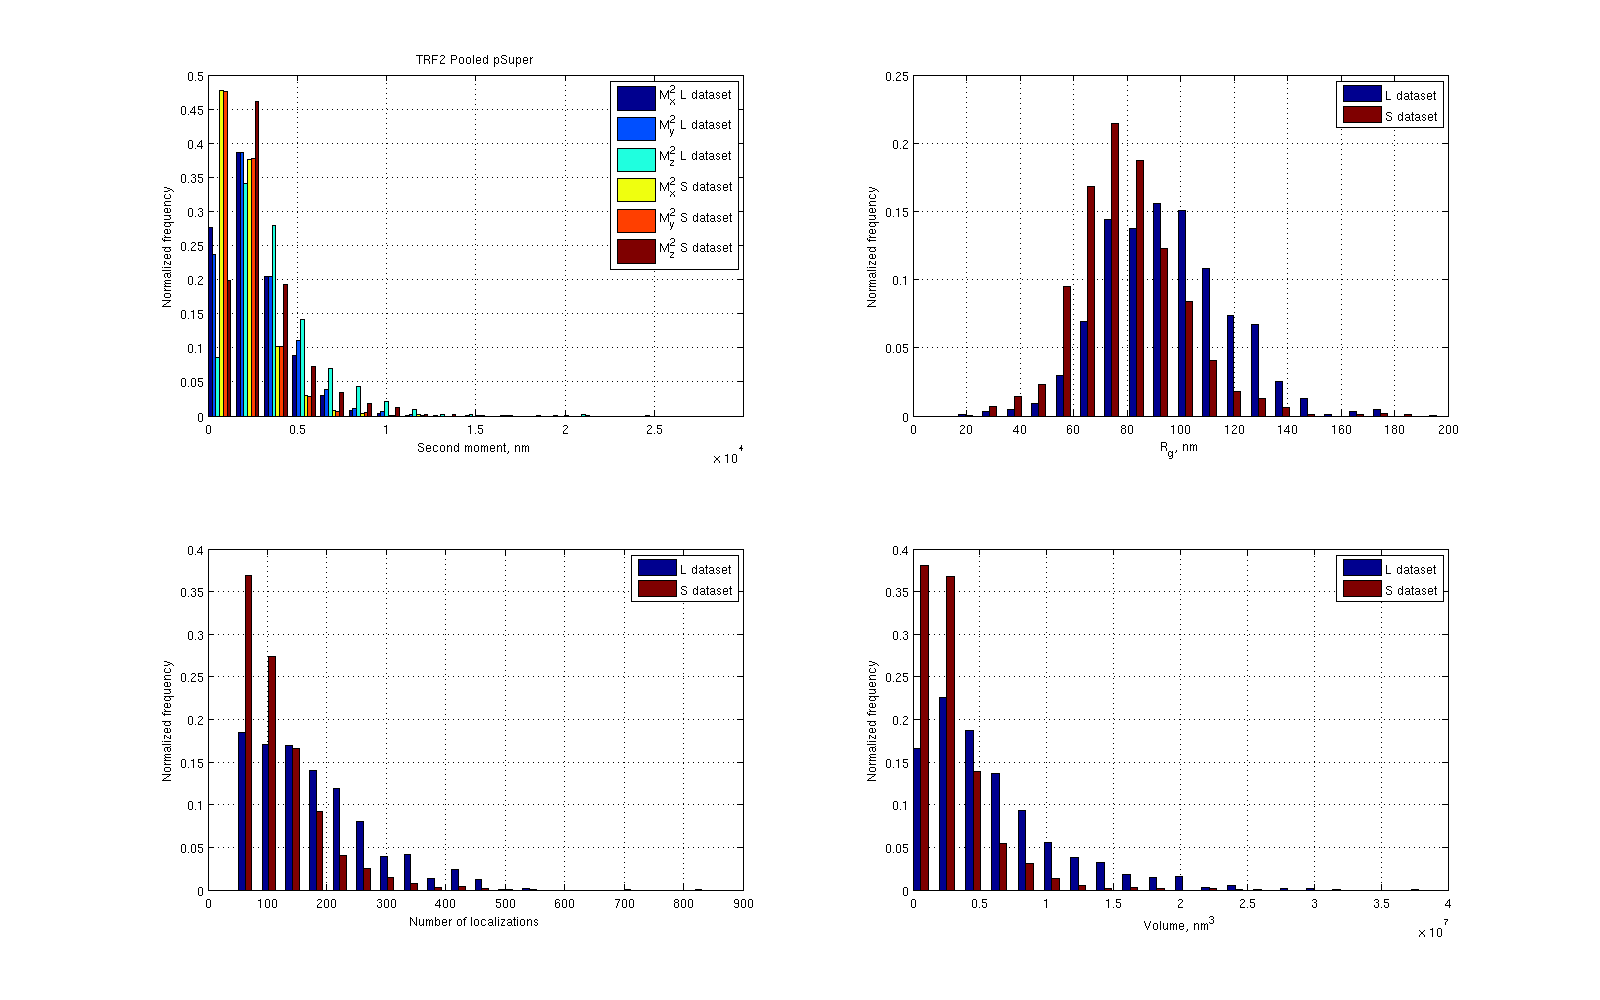 TRF2 Pooled pSuper
0.5
0.45
0.4
0.35
0.3
0.25
0.2
0.15
0.1
0.05
0
Normalized frequency
M²x L dataset
M²y L dataset
M²z L dataset
M²x S dataset
M²y S dataset
M²z S dataset
0 0.5 1 1.5 2 2.5
Second moment, nm
× 10⁴
0.25
0.2
0.15
0.1
0.05
0
Normalized frequency
L dataset
S dataset
0 20 40 60 80 100 120 140 160 180 200
Rg, nm
0.4
0.35
0.3
0.25
0.2
0.15
0.1
0.05
0
Normalized frequency
L dataset
S dataset
0 100 200 300 400 500 600 700 800 900
Number of localizations
0.4
0.35
0.3
0.25
0.2
0.15
0.1
0.05
0
Normalized frequency
L dataset
S dataset
0 0.5 1 1.5 2 2.5 3 3.5 4
Volume, nm³
× 10⁷